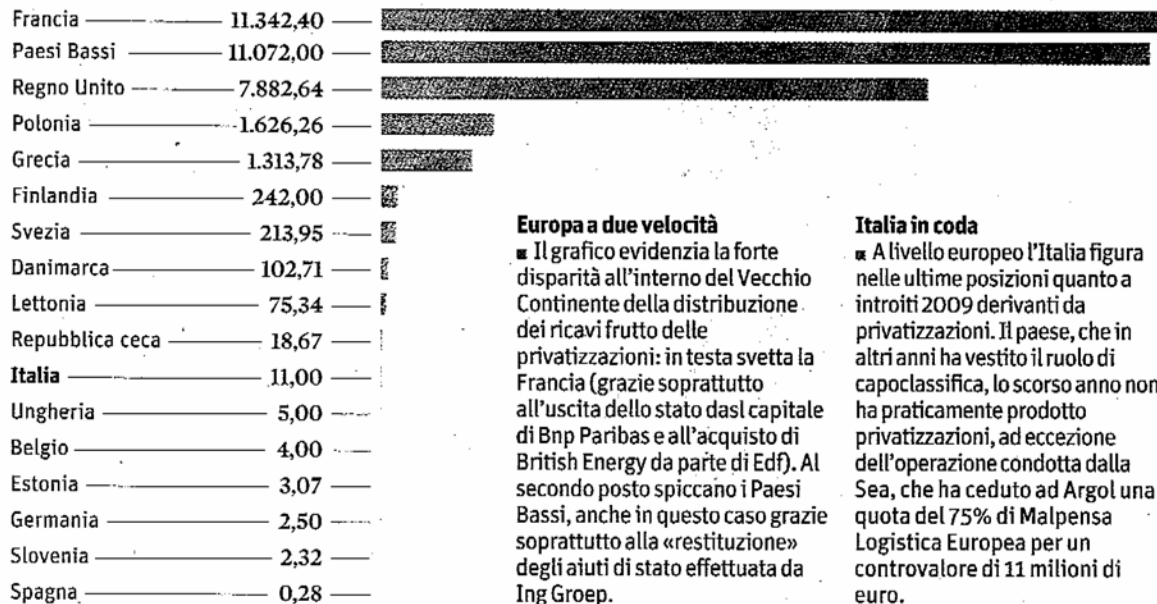 Francia 11.342,40
Paesi Bassi 11.072,00
Regno Unito 7.882,64
Polonia 1.626,26
Grecia 1.313,78
Finlandia 242,00
Svezia 213,95
Danimarca 102,71
Lettonia 75,34
Repubblica ceca 18,67
Italia 11,00
Ungheria 5,00
Belgio 4,00
Estonia 3,07
Germania 2,50
Slovenia 2,32
Spagna 0,28
Europa a due velocità
Il grafico evidenzia la forte
disparità all'interno del Vecchio
Continente della distribuzione
dei ricavi frutto delle
privatizzazioni: in testa svetta la
Francia (grazie soprattutto
all'uscita dello stato dasl capitale
di Bnp Paribas e all'acquisto di
British Energy da parte di Edf). Al
secondo posto spiccano i Paesi
Bassi, anche in questo caso grazie
soprattutto alla «restituzione»
degli aiuti di stato effettuata da
Ing Groep.
Italia in coda
A livello europeo l'Italia figura
nelle ultime posizioni quanto a
introiti 2009 derivanti da
privatizzazioni. Il paese, che in
altri anni ha vestito il ruolo di
capoclassifica, lo scorso anno non
ha praticamente prodotto
privatizzazioni, ad eccezione
dell'operazione condotta dalla
Sea, che ha ceduto ad Argol una
quota del 75% di Malpensa
Logistica Europea per un
controvalore di 11 milioni di
euro.